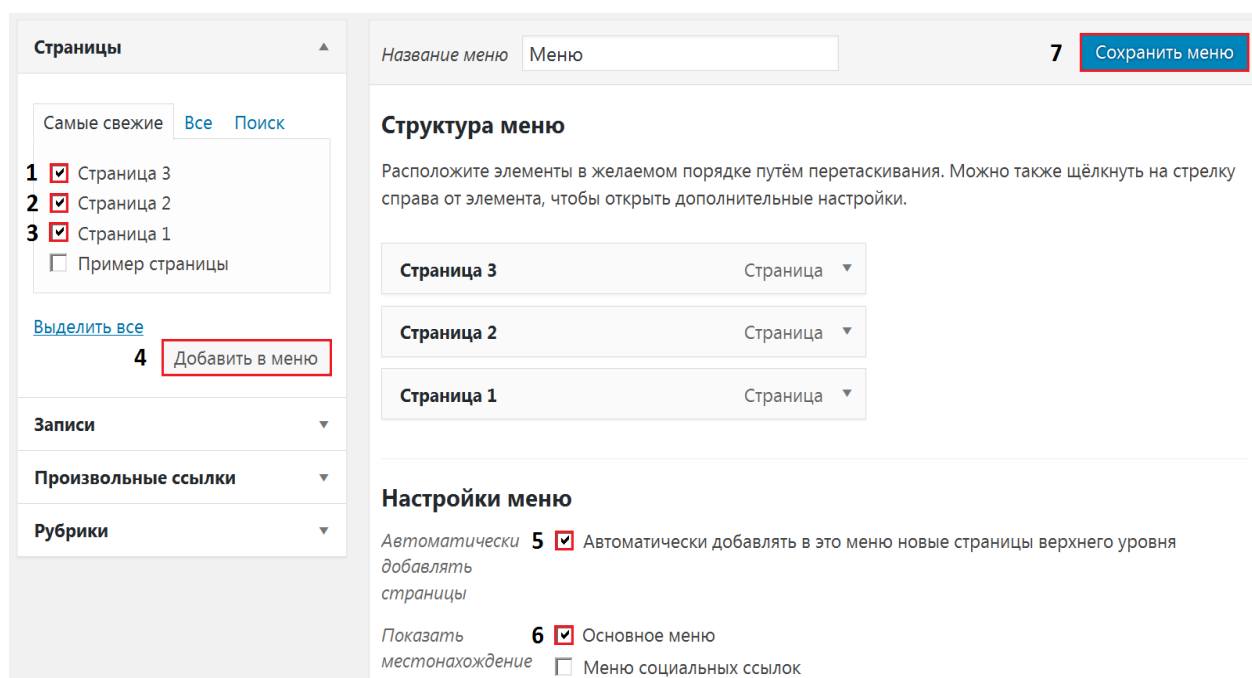 Страницы
Самые свежие Все Поиск
1 Страница 3
2 Страница 2
3 Страница 1
Пример страницы
Выделить все
4 Добавить в меню
Записи
Произвольные ссылки
Рубрики
Название меню Меню 7 Сохранить меню
Структура меню
Расположите элементы в желаемом порядке путём перетаскивания. Можно также щёлкнуть на стрелку
справа от элемента, чтобы открыть дополнительные настройки.
Страница 3 Страница
Страница 2 Страница
Страница 1 Страница
Настройки меню
Автоматически 5 Автоматически добавлять в это меню новые страницы верхнего уровня
добавлять
страницы
Показать 6 Основное меню
местонахождение Меню социальных ссылок